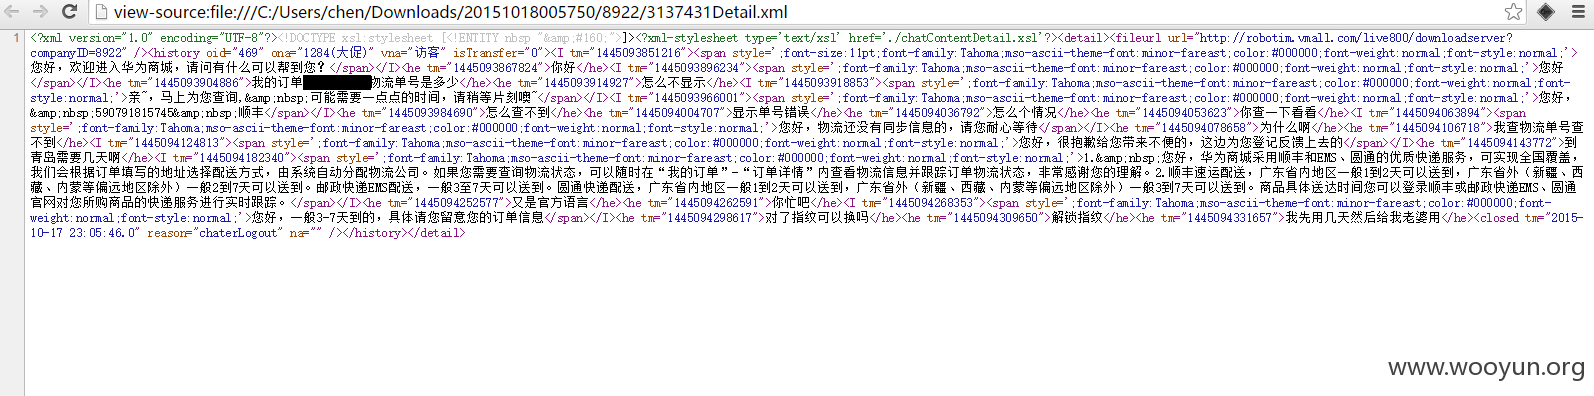 view-source:file:///C:/Users/chen/Downloads/20151018005750/8922/3137431Detail.xml
1 <?xml version="1.0" encoding="UTF-8"?><!DOCTYPE xsl:stylesheet [<!ENTITY nbsp "&amp;#160;">]><?xml-stylesheet type='text/xsl' href='./chatContentDetail.xsl'?><detail><fileurl url="http://robotim.vmall.com/live800/downloadserver?
companyID=8922" /><history oid="469" ona="1284(大促)" vna="访客" isTransfer="0"><I tm="1445093851216"><span style=';font-size:11pt;font-family:Tahoma;mso-ascii-theme-font:minor-fareast;color:#000000;font-weight:normal;font-style:normal;'>
您好，欢迎进入华为商城，请问有什么可以帮到您？</span></I><he tm="1445093867824">你好</he><I tm="1445093896234"><span style=';font-family:Tahoma;mso-ascii-theme-font:minor-fareast;color:#000000;font-weight:normal;font-style:normal;'>您好
</span></I><he tm="1445093904886">我的订单物流单号是多少</he><he tm="1445093914927">怎么不显示</he><I tm="1445093918853"><span style=';font-family:Tahoma;mso-ascii-theme-font:minor-fareast;color:#000000;font-weight:normal;font-
style:normal;'>亲~，马上为您查询,&amp;nbsp;可能需要一点点的时间，请稍等片刻噢~</span></I><I tm="1445093966001"><span style=';font-family:Tahoma;mso-ascii-theme-font:minor-fareast;color:#000000;font-weight:normal;font-style:normal;'>您好，
&amp;nbsp;590791815745&amp;nbsp;顺丰</span></I><he tm="1445093984690">怎么查不到</he><he tm="1445094004707">显示单号错误</he><he tm="1445094036792">怎么个情况</he><he tm="1445094053623">你查一下看看</he><I tm="1445094063894"><span
style=';font-family:Tahoma;mso-ascii-theme-font:minor-fareast;color:#000000;font-weight:normal;font-style:normal;'>您好，物流还没有同步信息的，请您耐心等待</span></I><he tm="1445094078658">为什么啊</he><he tm="1445094106718">我查物流单号查
不到</he><I tm="1445094124813"><span style=';font-family:Tahoma;mso-ascii-theme-font:minor-fareast;color:#000000;font-weight:normal;font-style:normal;'>您好，很抱歉给您带来不便的，这边为您登记反馈上去的</span></I><he tm="1445094143772">到
青岛需要几天啊</he><I tm="1445094182340"><span style=';font-family:Tahoma;mso-ascii-theme-font:minor-fareast;color:#000000;font-weight:normal;font-style:normal;'>1.&amp;nbsp;您好，华为商城采用顺丰和EMS、圆通的优质快递服务，可实现全国覆盖，
我们会根据订单填写的地址选择配送方式，由系统自动分配物流公司。如果您需要查询物流状态，可以随时在“我的订单”-“订单详情”内查看物流信息并跟踪订单物流状态，非常感谢您的理解。2.顺丰速运配送，广东省内地区一般1到2天可以送到，广东省外（新疆、西
藏、内蒙等偏远地区除外）一般2到7天可以送到。邮政快递EMS配送，一般3至7天可以送到。圆通快递配送，广东省内地区一般1到2天可以送到，广东省外（新疆、西藏、内蒙等偏远地区除外）一般3到7天可以送到。商品具体送达时间您可以登录顺丰或邮政快递EMS、圆通
官网对您所购商品的快递服务进行实时跟踪。</span></I><he tm="1445094252577">又是官方语言</he><he tm="1445094262591">你忙吧</he><I tm="1445094268353"><span style=';font-family:Tahoma;mso-ascii-theme-font:minor-fareast;color:#000000;font-
weight:normal;font-style:normal;'>您好，一般3-7天到的，具体请您留意您的订单信息</span></I><he tm="1445094298617">对了指纹可以换吗</he><he tm="1445094309650">解锁指纹</he><he tm="1445094331657">我先用几天然后给我老婆用</he><closed tm="2015-
10-17 23:05:46.0" reason="chaterLogout" na="" /></history></detail>
www.wooyun.org